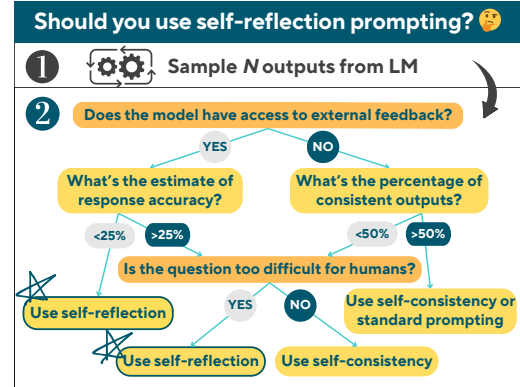 Should you use self-reflection prompting? 🤔
1 Sample N outputs from LM
2
Does the model have access to external feedback?
YES NO
What's the estimate of
response accuracy?
What's the percentage of
consistent outputs?
<25% >25% <50% >50%
Is the question too difficult for humans?
Use self-reflection
YES NO
Use self-consistency or
standard prompting
Use self-reflection
Use self-consistency